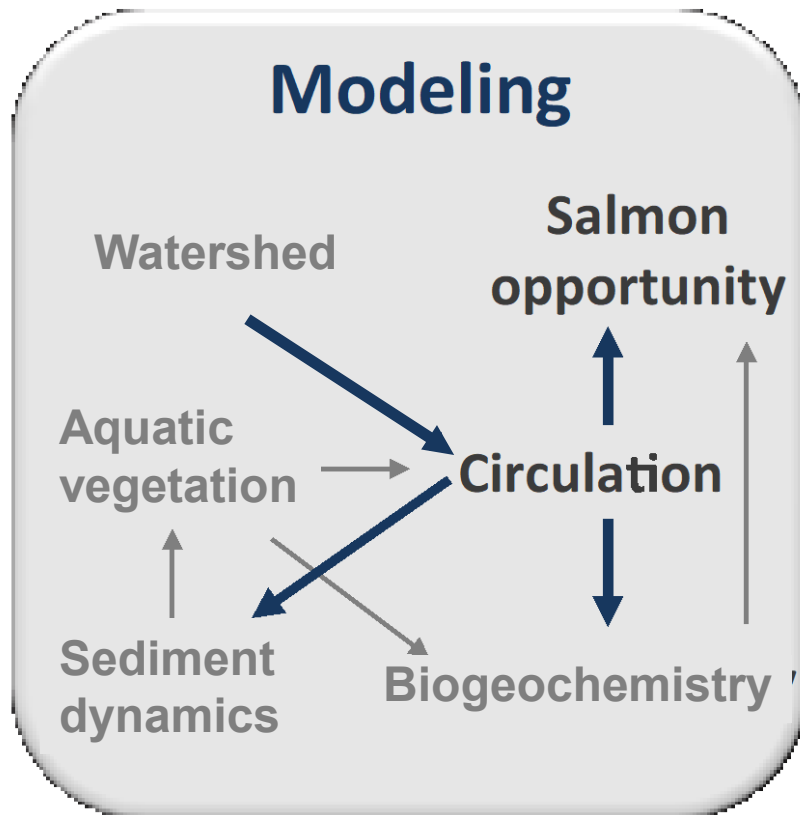 Modeling
Watershed
Salmon
opportunity
Aquatic
vegetation
Circulation
Sediment
dynamics
Biogeochemistry